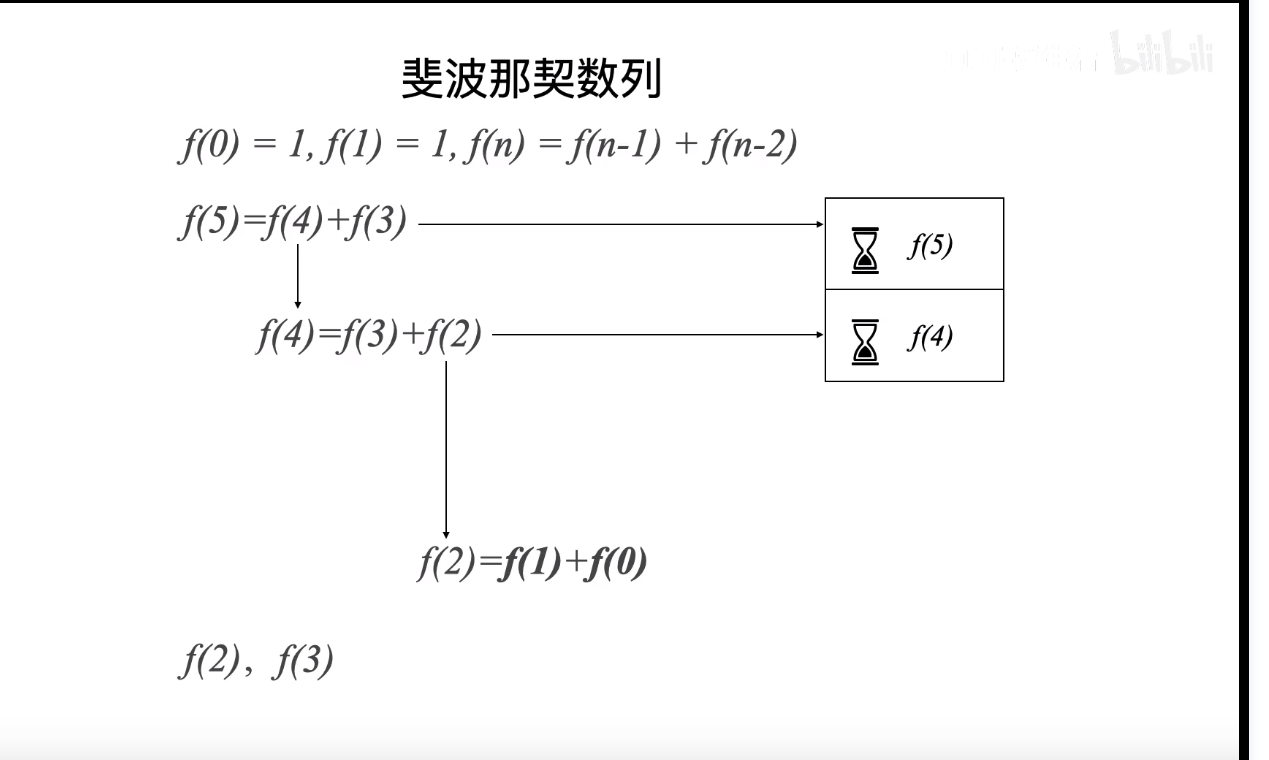 bilibili
斐波那契数列
f(0) = 1, f(1) = 1, f(n) = f(n-1) + f(n-2)
f(5)=f(4)+f(3)
f(5)
f(4)=f(3)+f(2)
f(4)
f(2)=f(1)+f(0)
f(2), f(3)